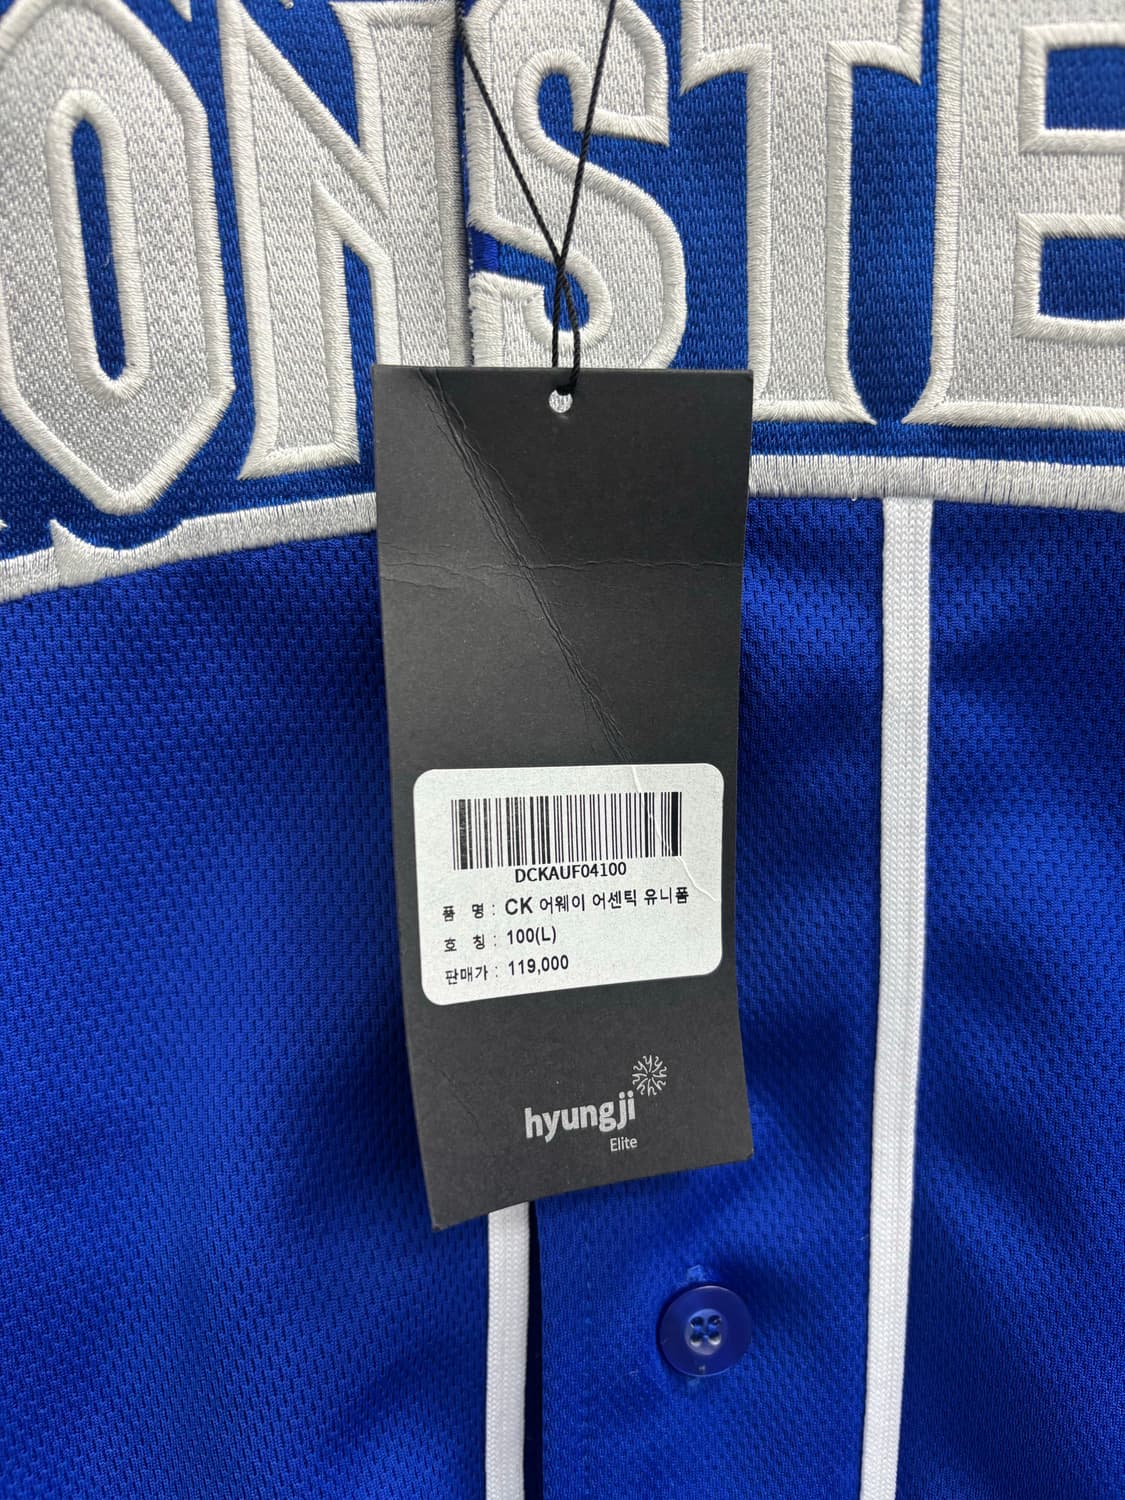 ONSTE
DCKAUF04100
품 명 : CK 어웨이 어센틱 유니폼
호 칭 : 100(L)
판매가 : 119,000
hyungji
Elite